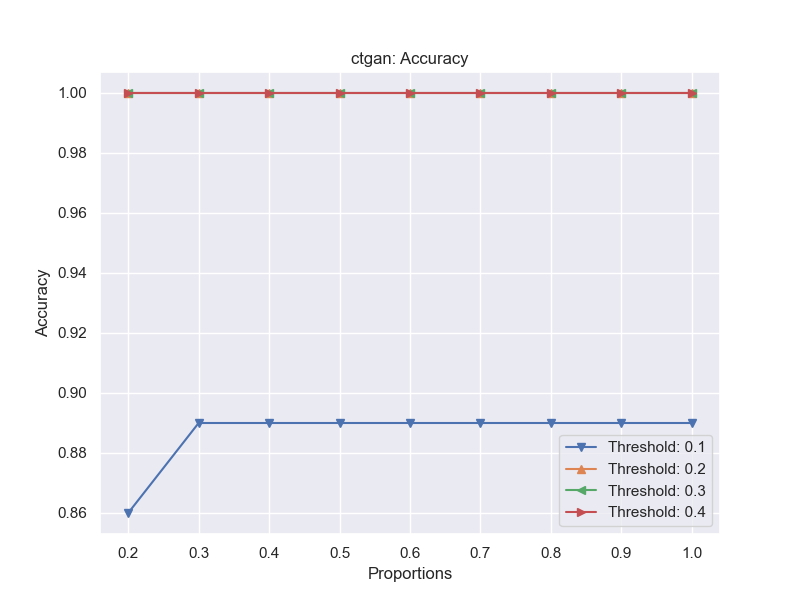 ctgan: Accuracy
1.00
0.98
0.96
0.94
0.92
0.90
0.88
0.86
Accuracy
0.2 0.3 0.4 0.5 0.6 0.7 0.8 0.9 1.0
Proportions
Threshold: 0.1
Threshold: 0.2
Threshold: 0.3
Threshold: 0.4